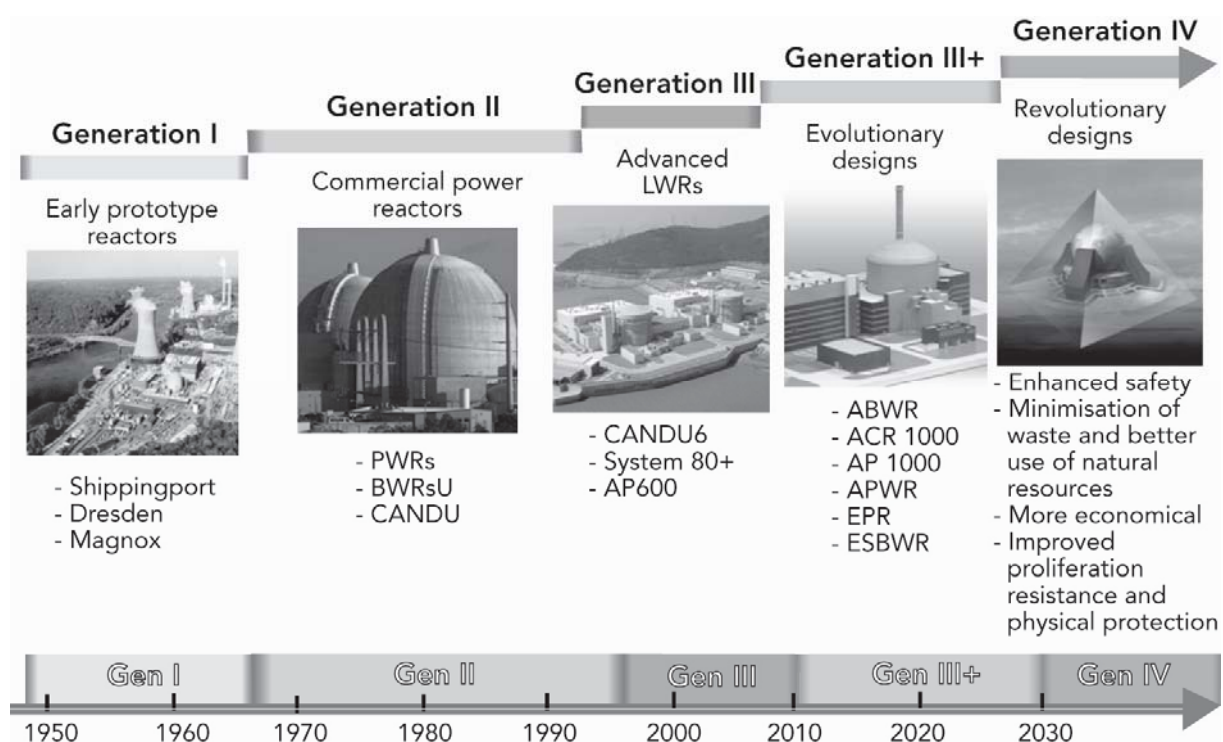 Generation I
Early prototype
reactors
- Shippingport
- Dresden
- Magnox
Generation II
Commercial power
reactors
- PWRs
- BWRsU
- CANDU
Generation III
Advanced
LWRs
- CANDU6
- System 80+
- AP600
Generation III+
Evolutionary
designs
- ABWR
- ACR 1000
- AP 1000
- APWR
- EPR
- ESBWR
Generation IV
Revolutionary
designs
- Enhanced safety
- Minimisation of
waste and better
use of natural
resources
- More economical
- Improved
proliferation
resistance and
physical protection
Gen I Gen II Gen III Gen III+ Gen IV
1950 1960 1970 1980 1990 2000 2010 2020 2030